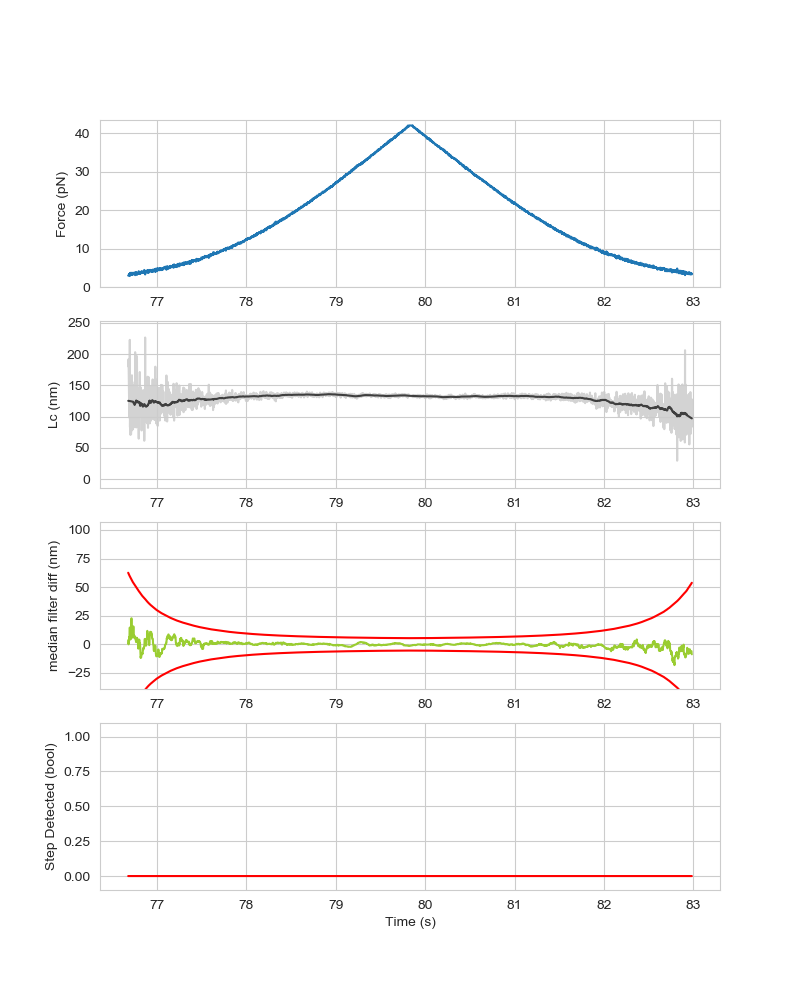 40
30
20
10
0
Force (pN)
77 78 79 80 81 82 83
250
200
150
100
50
0
Lc (nm)
77 78 79 80 81 82 83
100
75
50
25
0
−25
median filter diff (nm)
77 78 79 80 81 82 83
1.00
0.75
0.50
0.25
0.00
Step Detected (bool)
77 78 79 80 81 82 83
Time (s)